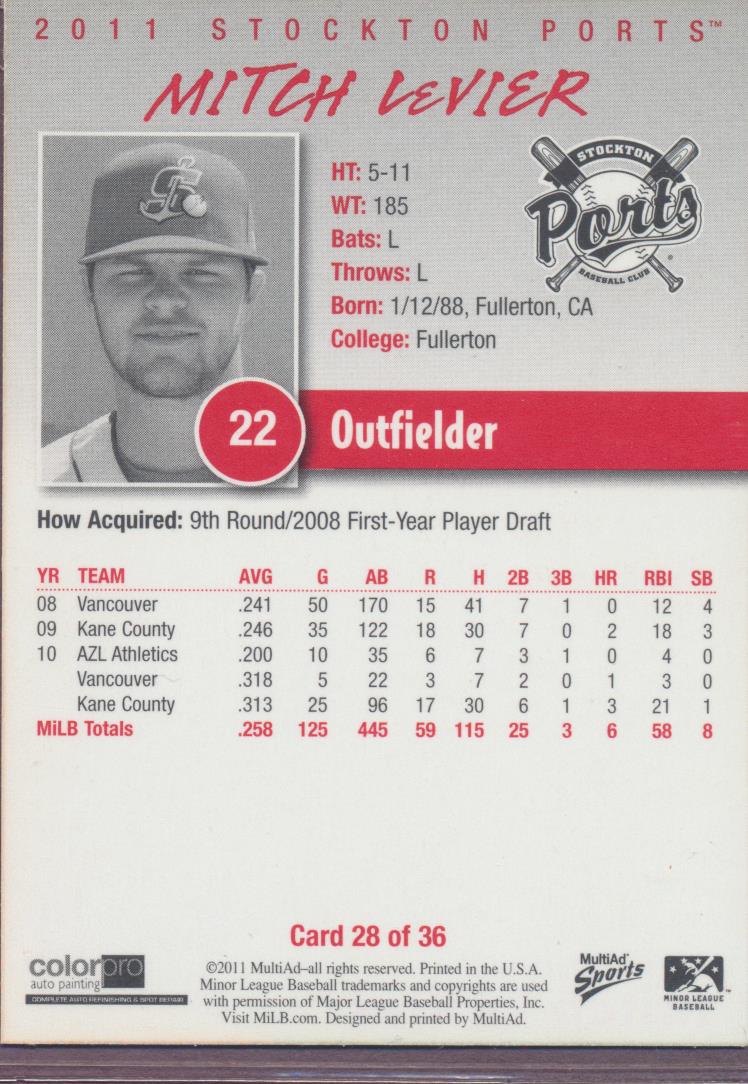 2011 STOCKTON PORTS™
MITCH LeVIER
HT: 5-11
WT: 185
Bats: L
Throws: L
Born: 1/12/88, Fullerton, CA
College: Fullerton
STOCKTON
Ports
BASEBALL CLUB
22
Outfielder
How Acquired: 9th Round/2008 First-Year Player Draft
YR TEAM AVG G AB R H 2B 3B HR RBI SB
08 Vancouver .241 50 170 15 41 7 1 0 12 4
09 Kane County .246 35 122 18 30 7 0 2 18 3
10 AZL Athletics .200 10 35 6 7 3 1 0 4 0
Vancouver .318 5 22 3 7 2 0 1 3 0
Kane County .313 25 96 17 30 6 1 3 21 1
MiLB Totals .258 125 445 59 115 25 3 6 58 8
Card 28 of 36
colorpro
auto painting
COMPLETE AUTO REFINISHING & SPOT REPAIR
©2011 MultiAd–all rights reserved. Printed in the U.S.A.
Minor League Baseball trademarks and copyrights are used
with permission of Major League Baseball Properties, Inc.
Visit MiLB.com. Designed and printed by MultiAd.
MultiAd
Sports
MINOR LEAGUE
BASEBALL